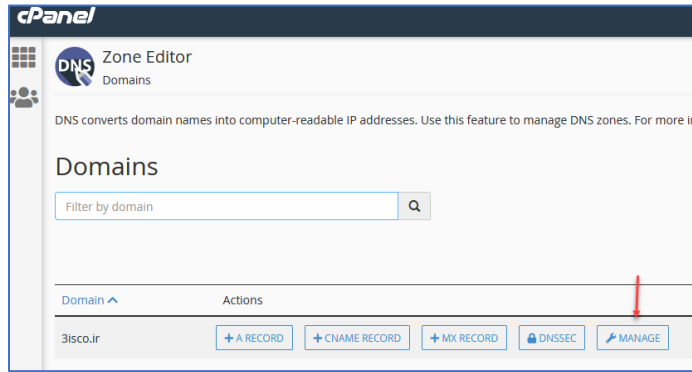 cPanel
DNS
Zone Editor
Domains
DNS converts domain names into computer-readable IP addresses. Use this feature to manage DNS zones. For more
Domains
Filter by domain
Domain
Actions
3isco.ir
+ A RECORD
+ CNAME RECORD
+ MX RECORD
DNSSEC
MANAGE